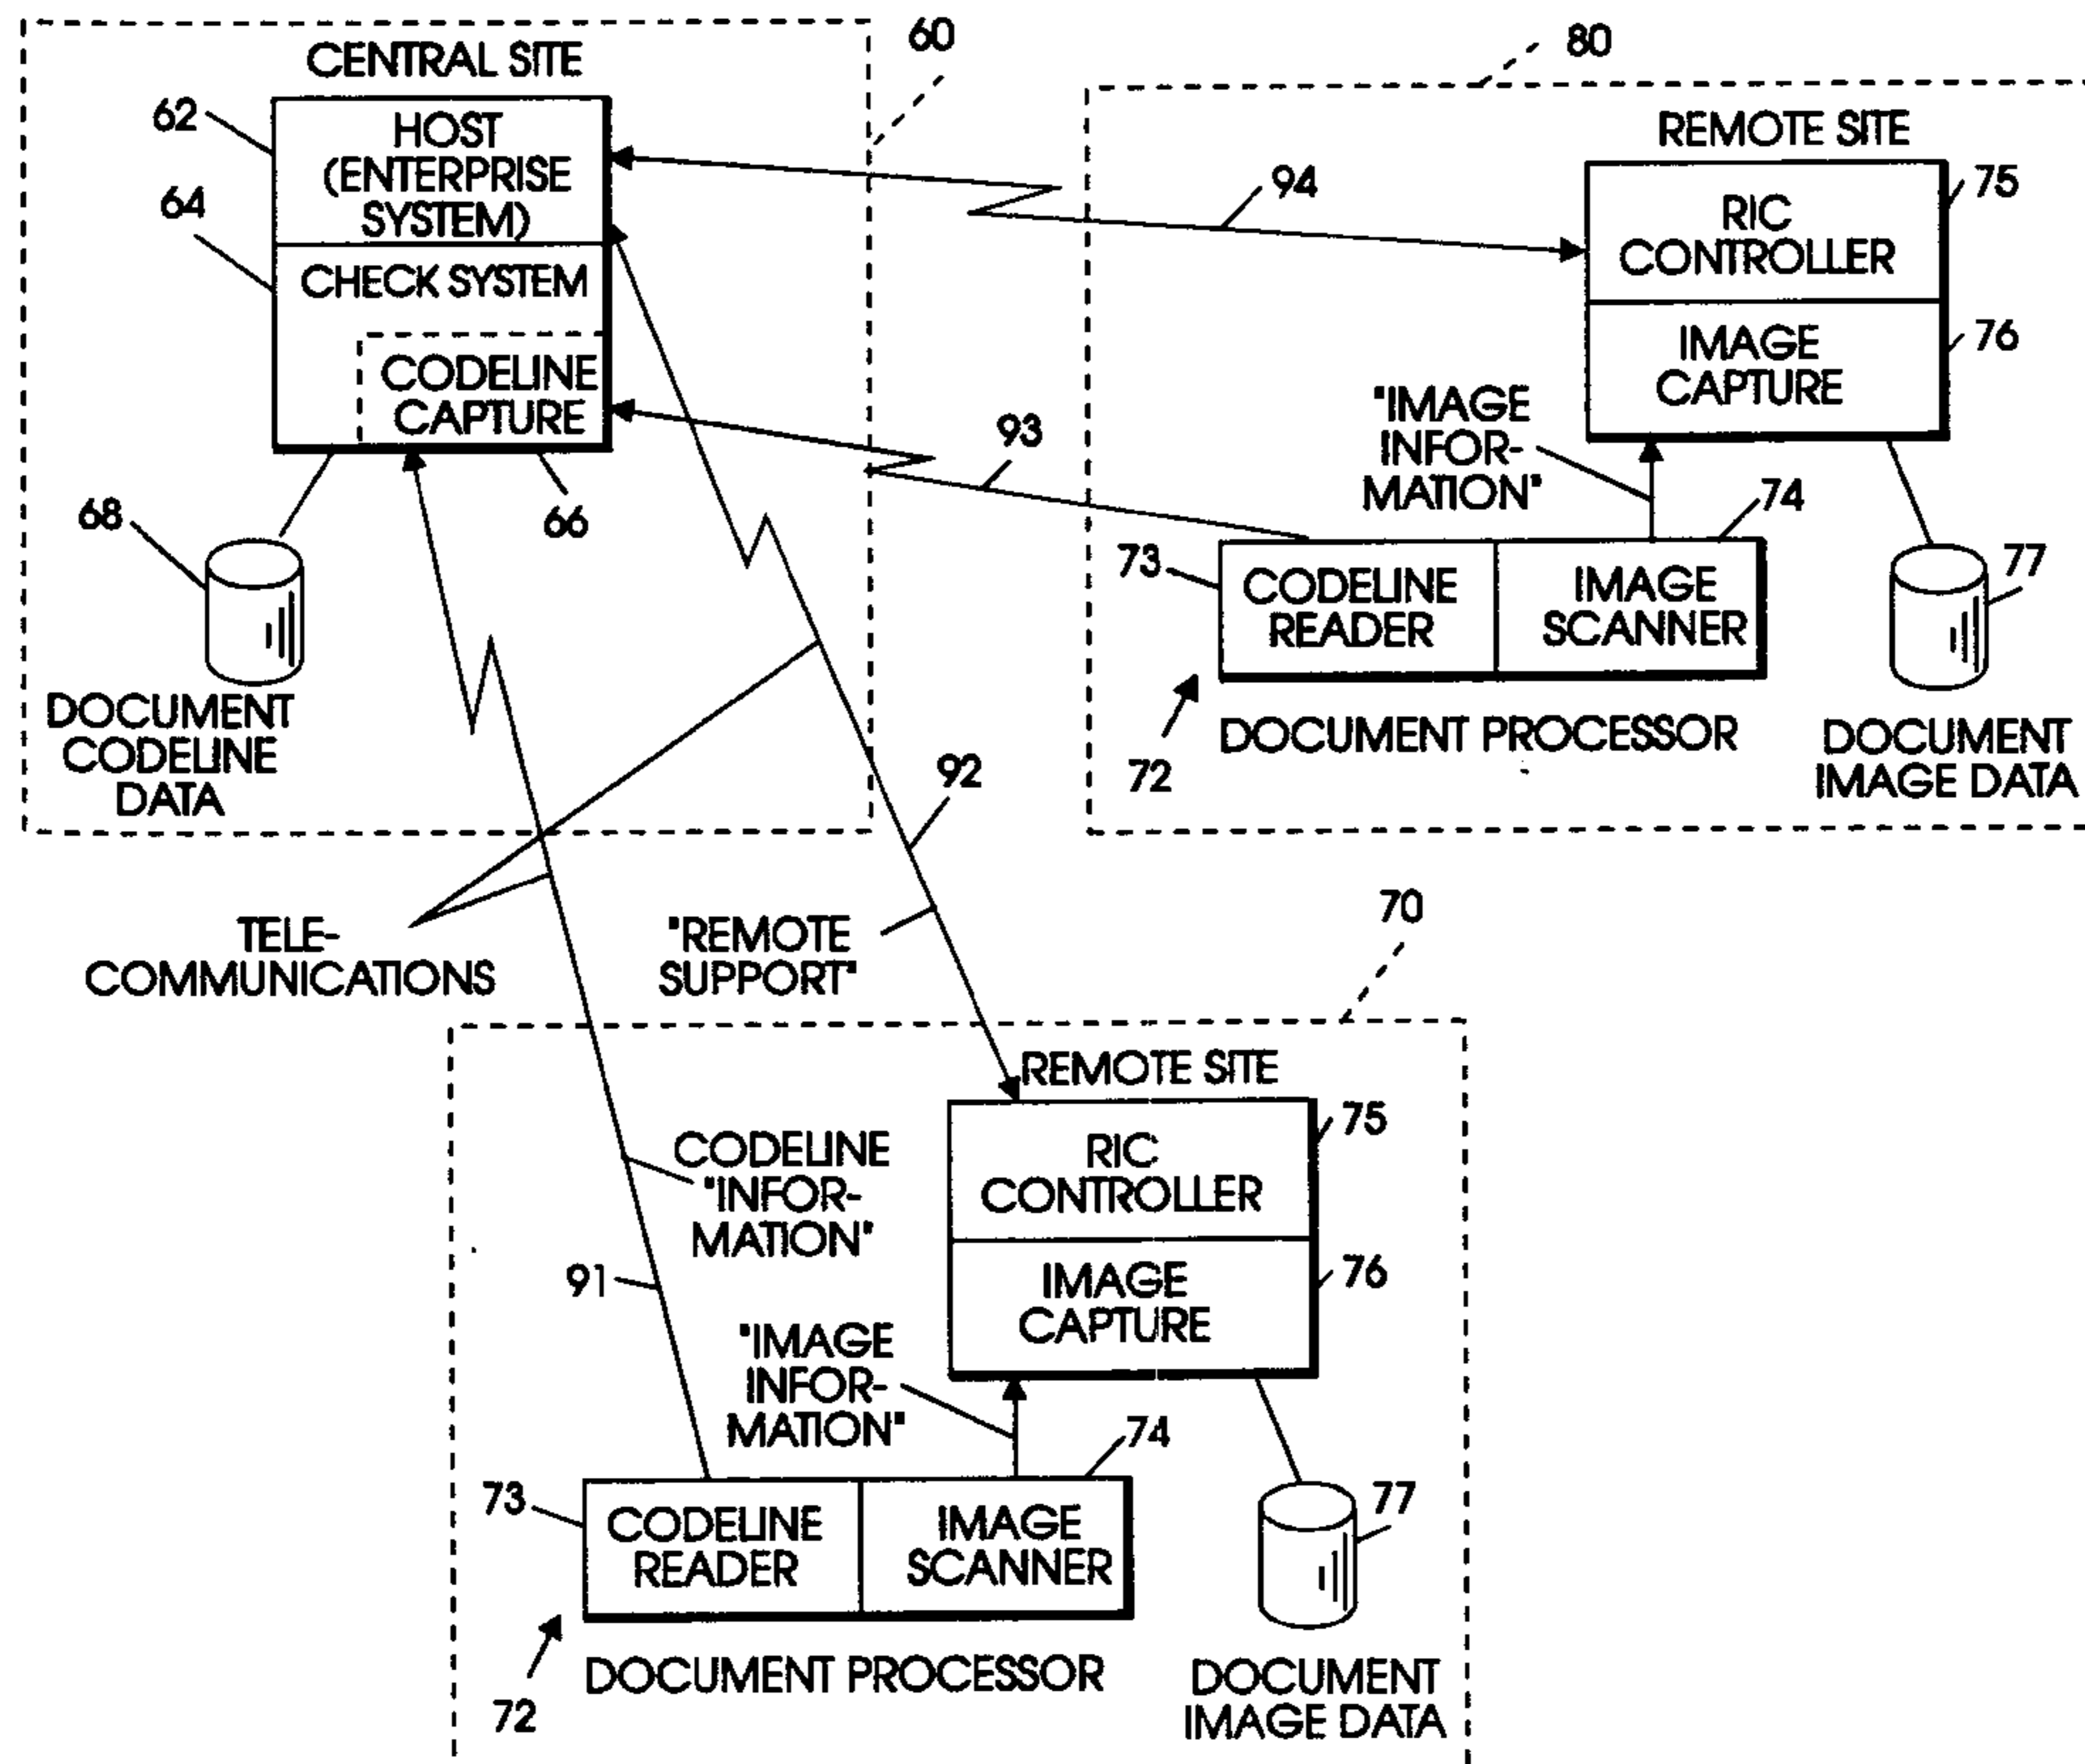 CENTRAL SITE
60
62
HOST
(ENTERPRISE
SYSTEM)
64
CHECK SYSTEM
CODELINE
CAPTURE
66
68
DOCUMENT
CODELINE
DATA
80
REMOTE SITE
94
RIC
CONTROLLER
75
IMAGE
CAPTURE
76
"IMAGE
INFOR-
MATION"
93
74
73
CODELINE
READER
IMAGE
SCANNER
77
72
DOCUMENT PROCESSOR
DOCUMENT
IMAGE DATA
92
TELE-
COMMUNICATIONS
"REMOTE
SUPPORT"
70
REMOTE SITE
RIC
CONTROLLER
75
CODELINE
"INFOR-
MATION"
91
IMAGE
CAPTURE
76
"IMAGE
INFOR-
MATION"
74
73
CODELINE
READER
IMAGE
SCANNER
77
72
DOCUMENT PROCESSOR
DOCUMENT
IMAGE DATA